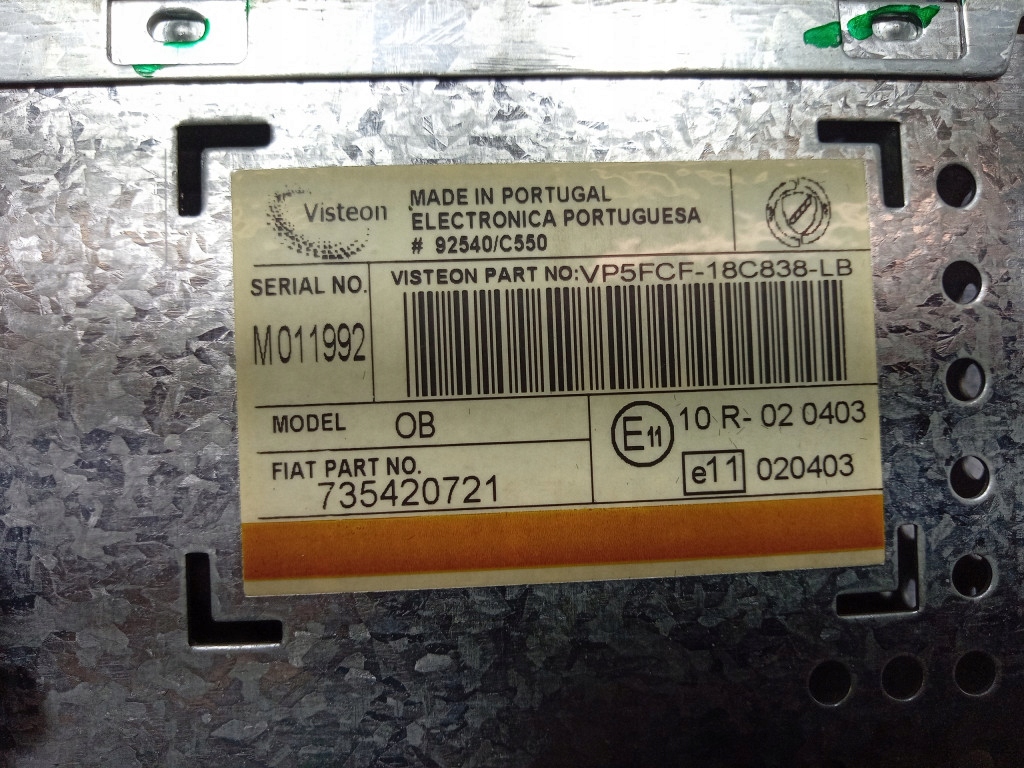 Visteon
MADE IN PORTUGAL
ELECTRONICA PORTUGUESA
# 92540/C550
SERIAL NO.
M011992
VISTEON PART NO:VP5FCF-18C838-LB
MODEL OB
FIAT PART NO.
735420721
E11 10 R- 02 0403
e11 020403